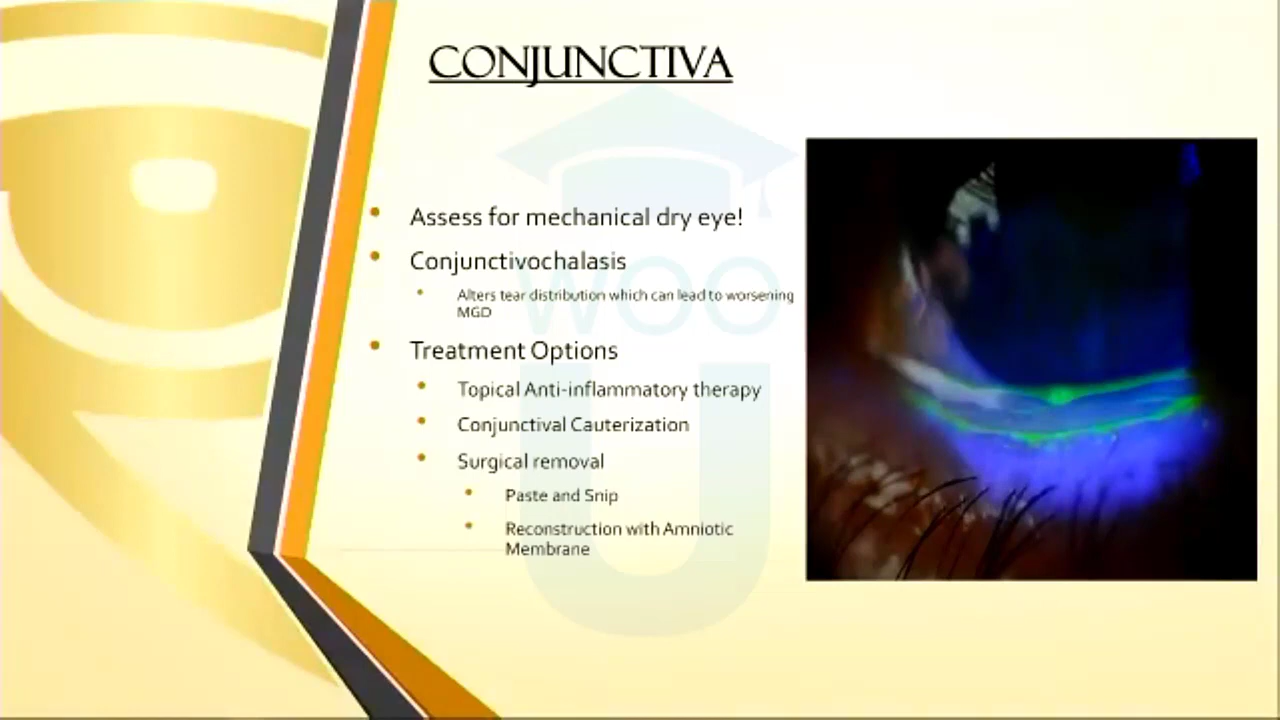 CONJUNCTIVA
Assess for mechanical dry eye!
Conjunctivochalasis
Alters tear distribution which can lead to worsening
MGD
Treatment Options
Topical Anti-inflammatory therapy
Conjunctival Cauterization
Surgical removal
Paste and Snip
Reconstruction with Amniotic
Membrane
WOO
U